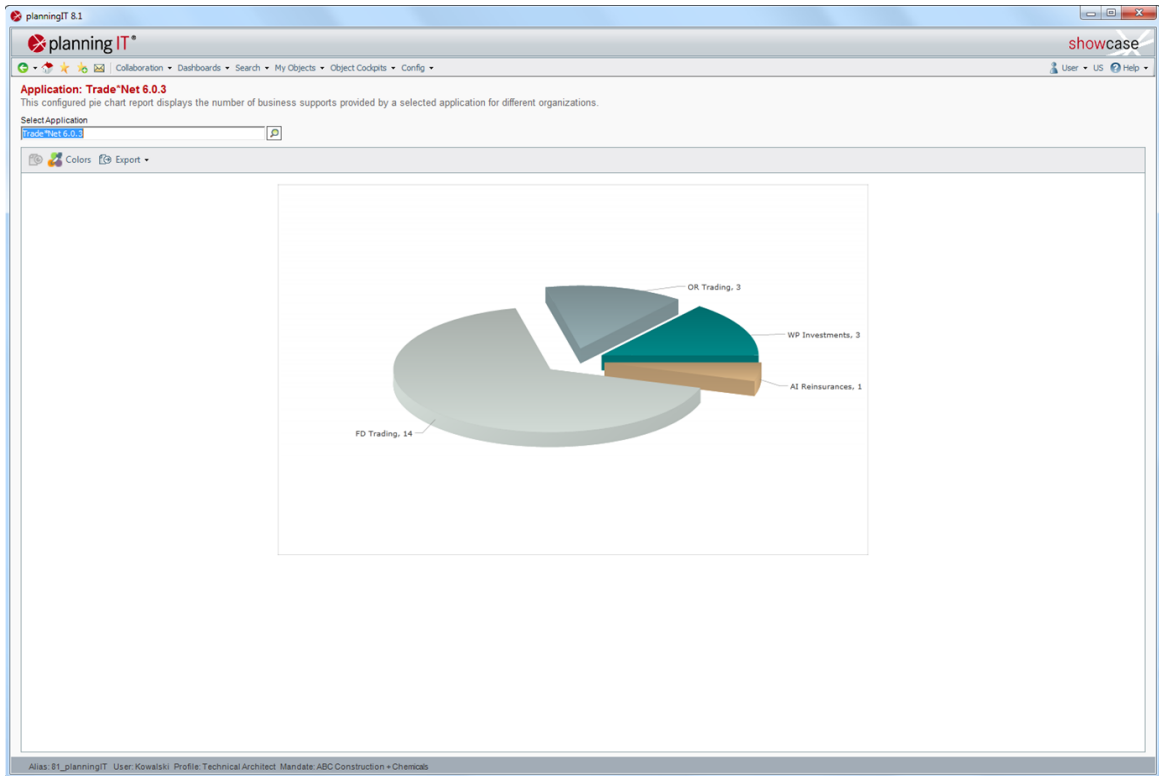 planningIT 8.1
planning IT®
showcase
Collaboration Dashboards Search My Objects Object Cockpits Config User US Help
Application: Trade*Net 6.0.3
This configured pie chart report displays the number of business supports provided by a selected application for different organizations.
Select Application
Trade*Net 6.0.3
Colors Export
OR Trading, 3
WP Investments, 3
AI Reinsurances, 1
FD Trading, 14
Alias: 81_planningIT User: Kowalski Profile: Technical Architect Mandate: ABC Construction + Chemicals